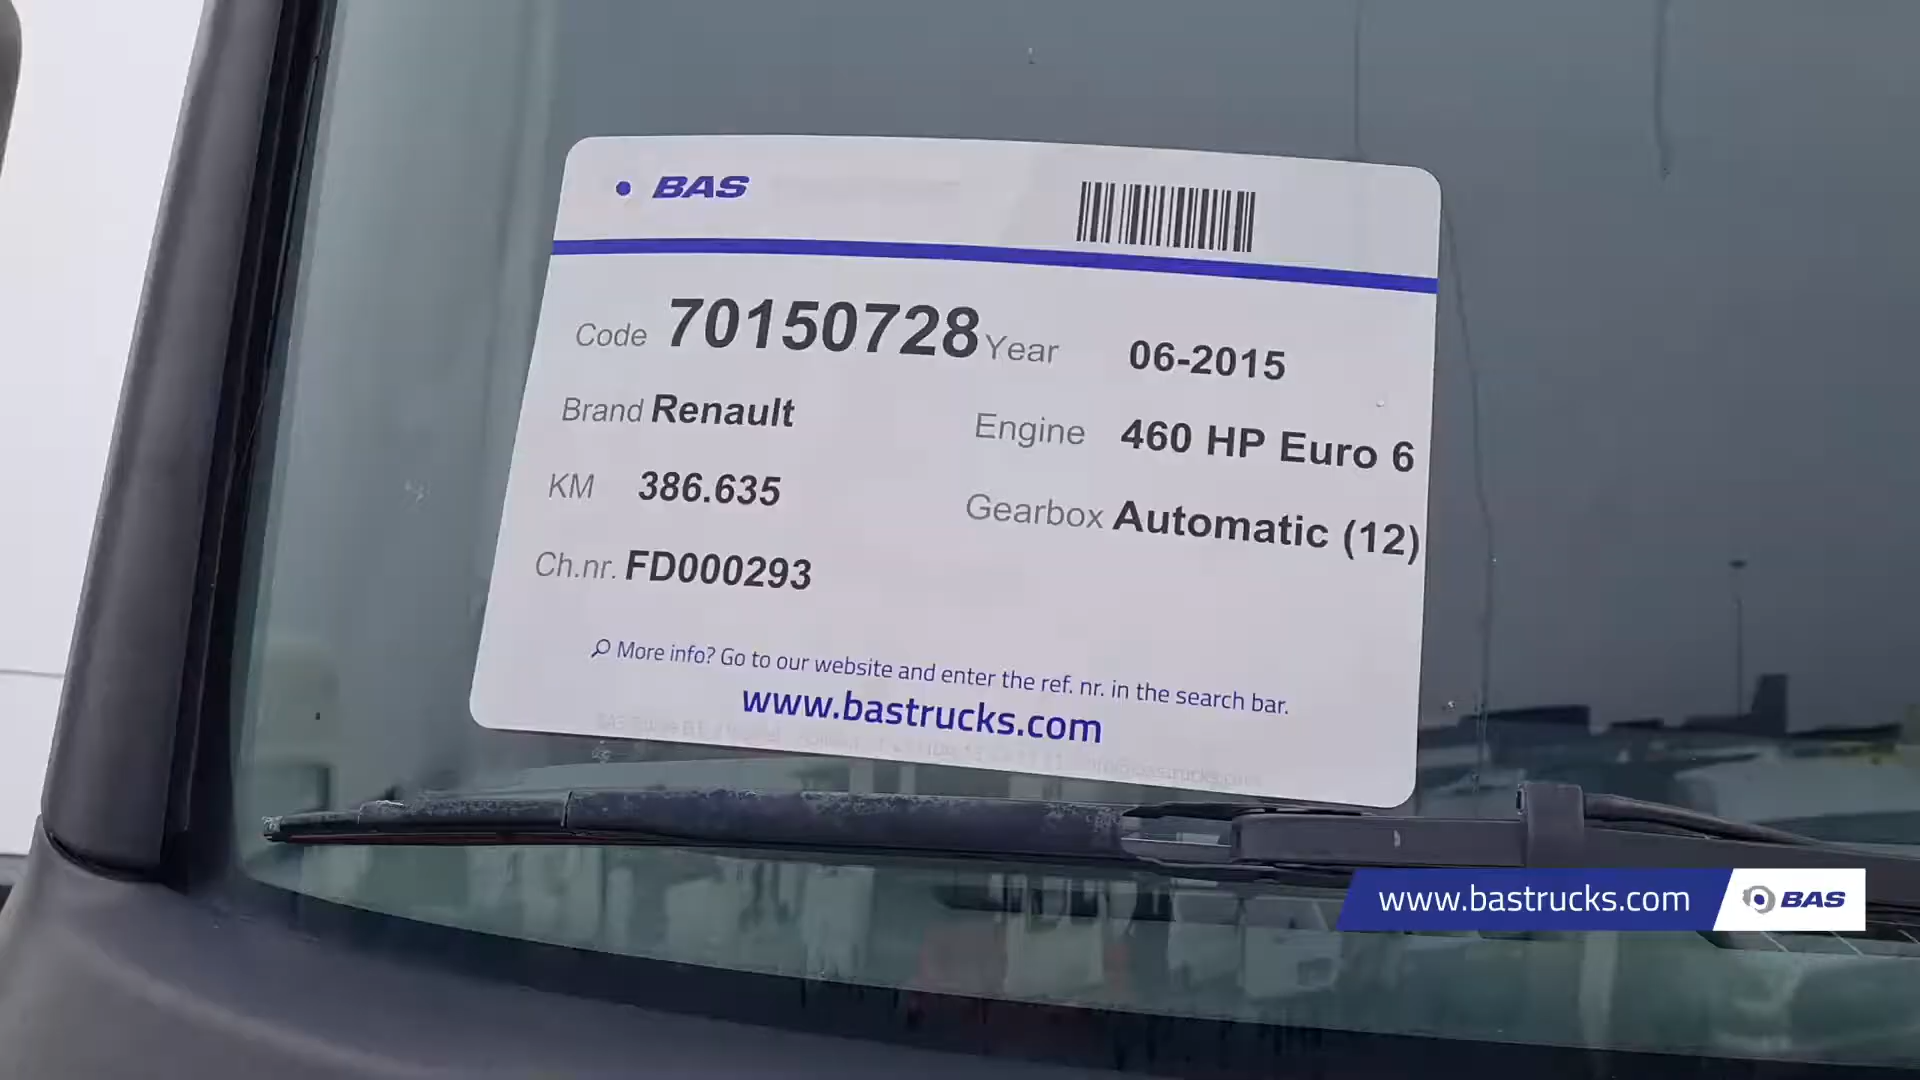 BAS
Code 70150728 Year 06-2015
Brand Renault Engine 460 HP Euro 6
KM 386.635 Gearbox Automatic (12)
Ch.nr. FD000293
More info? Go to our website and enter the ref. nr. in the search bar.
www.bastrucks.com
www.bastrucks.com BAS